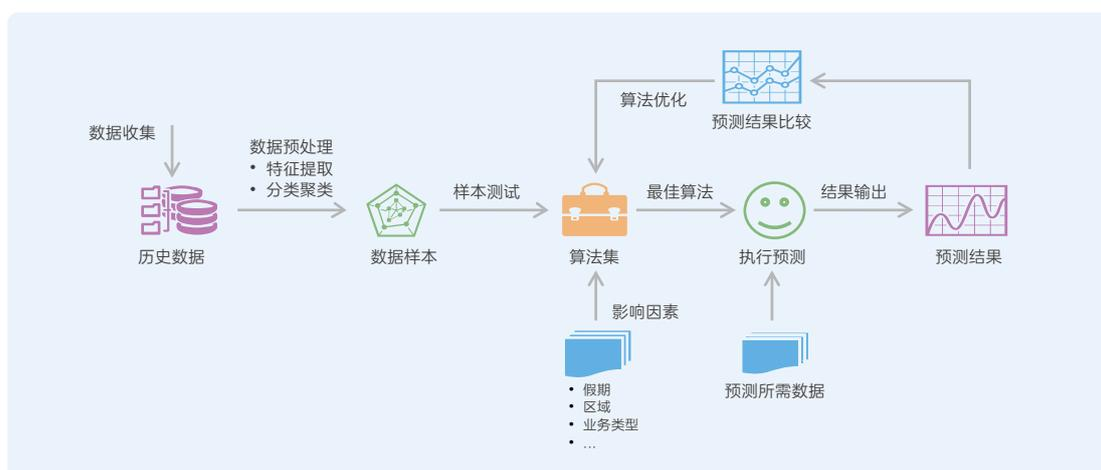 算法优化
预测结果比较
数据收集
数据预处理
• 特征提取
• 分类聚类
样本测试
最佳算法
结果输出
历史数据
数据样本
算法集
执行预测
预测结果
影响因素
• 假期
• 区域
• 业务类型
• ...
预测所需数据